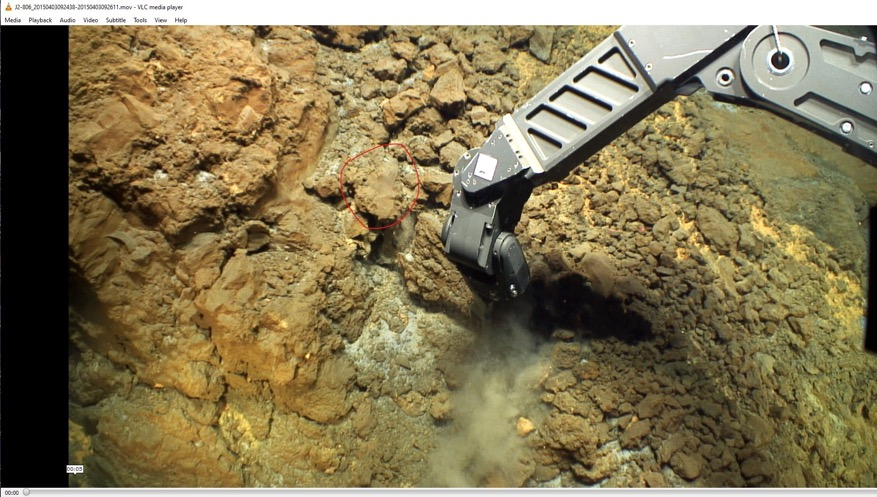 J2-806_20150403092438-20150403092611.mov - VLC media player
Media Playback Audio Video Subtitle Tools View Help
00:05
00:00